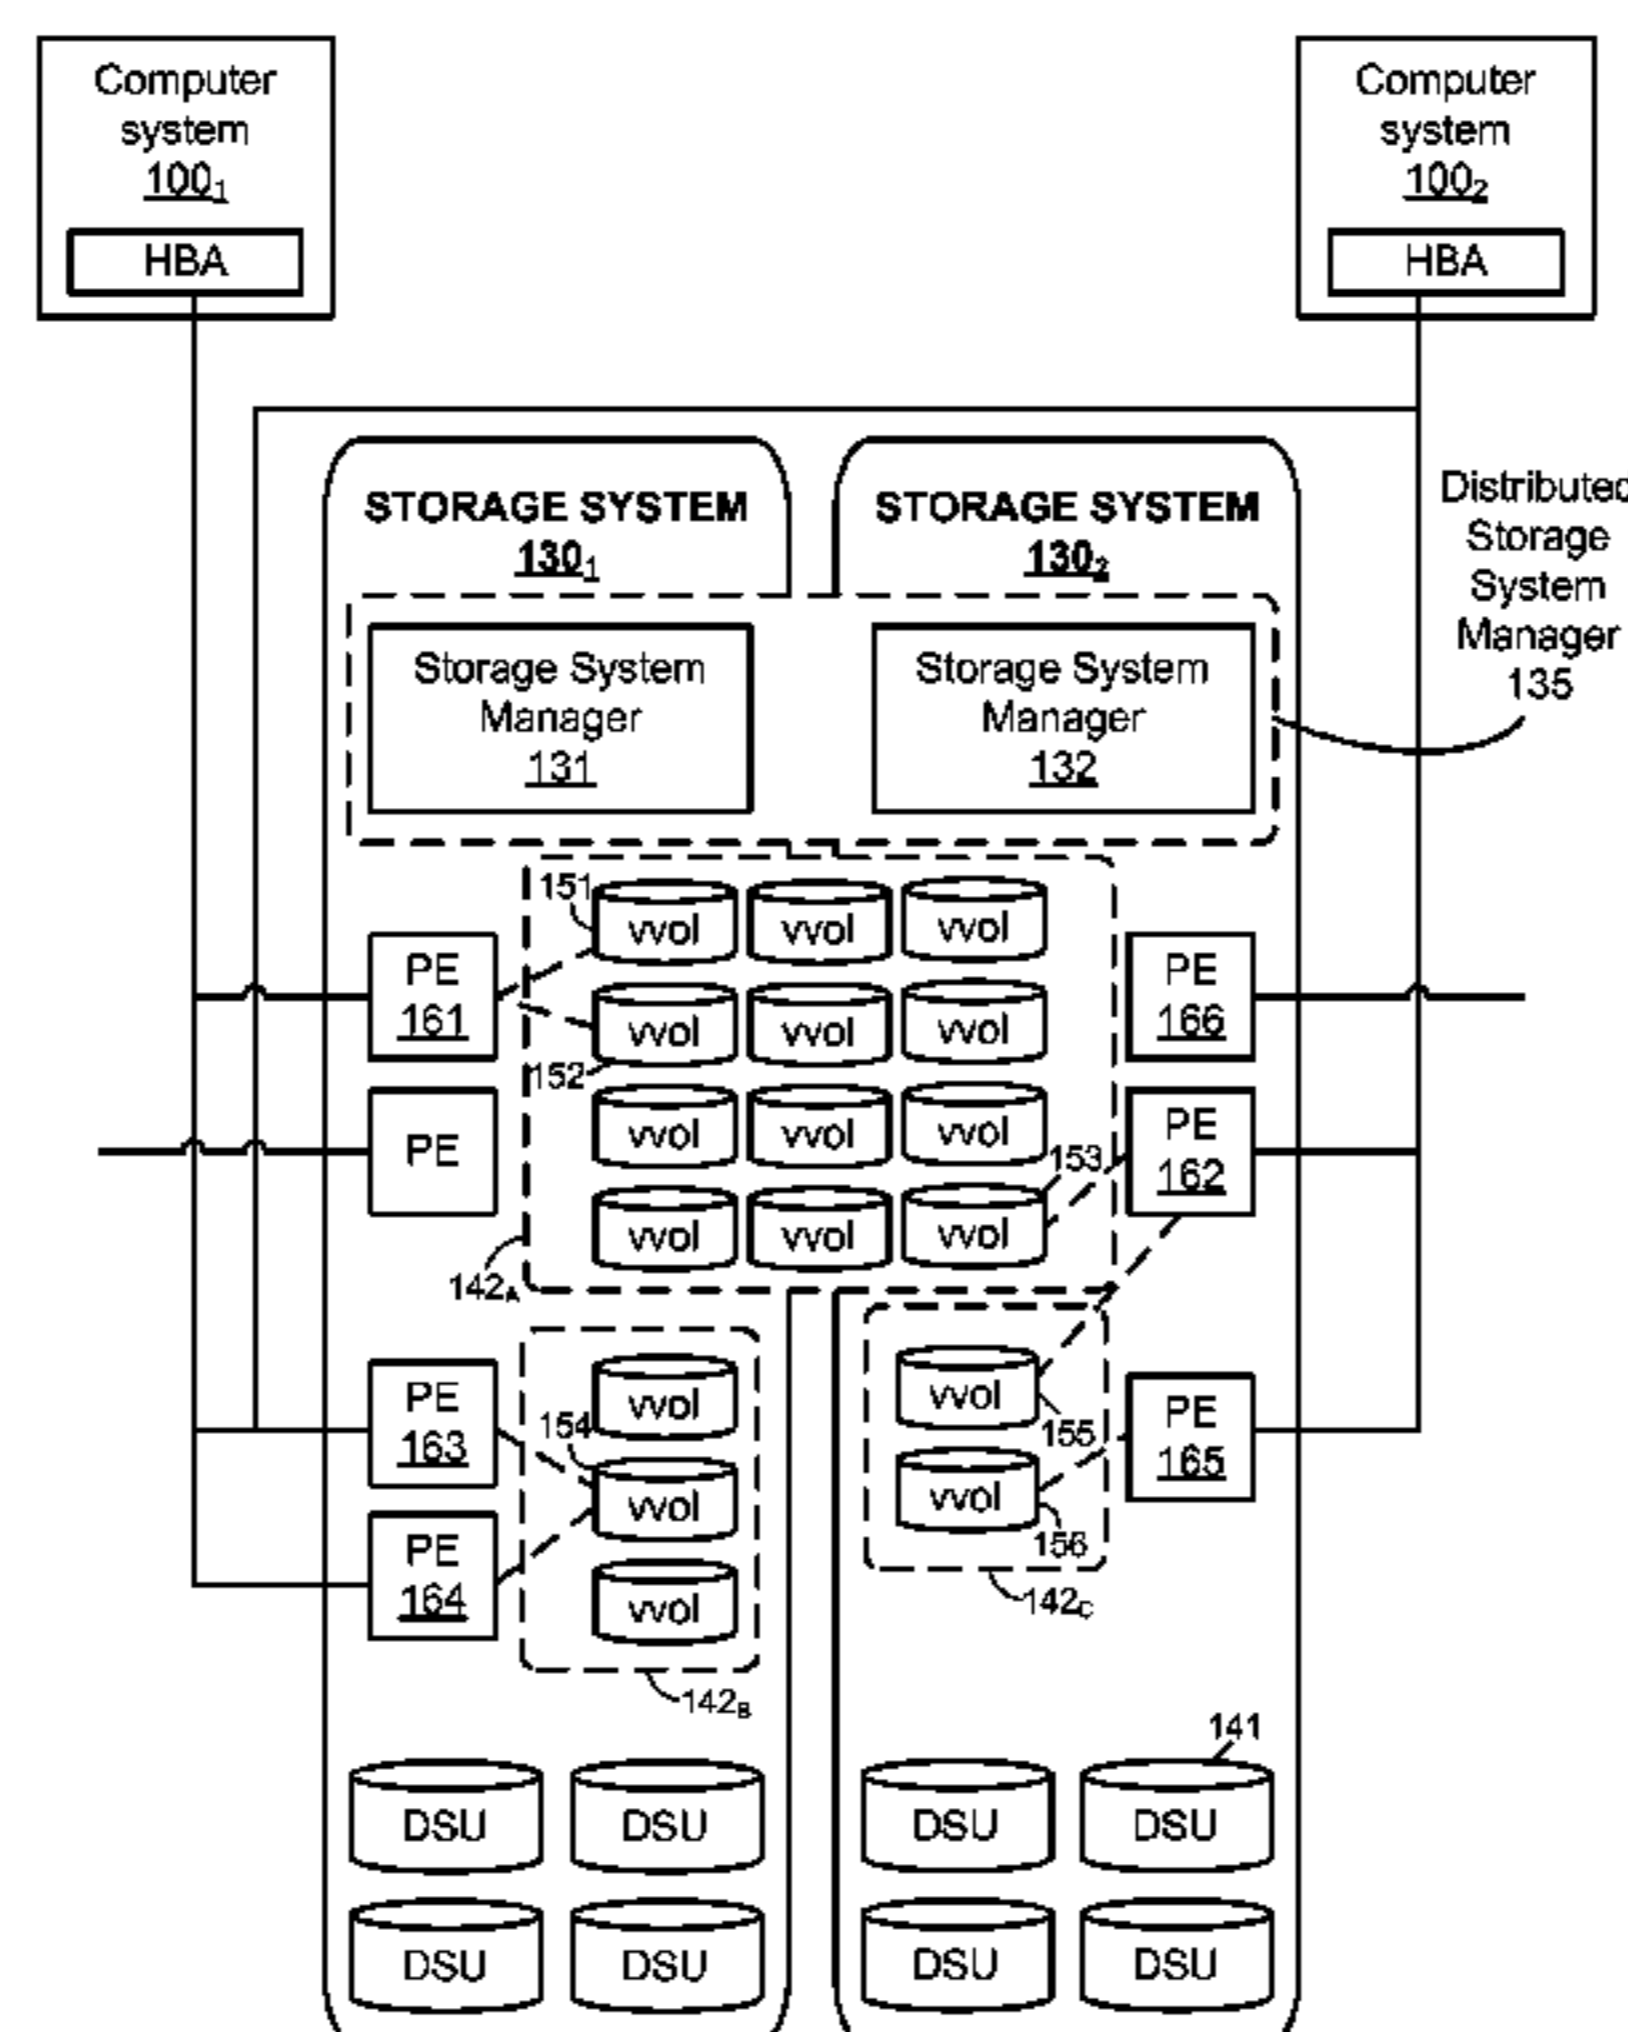 Computer
system
100₁
HBA
Computer
system
100₂
HBA
STORAGE SYSTEM
130₁
STORAGE SYSTEM
130₂
Distributed
Storage
System
Manager
135
Storage System
Manager
131
Storage System
Manager
132
151
vvol vvol vvol
PE
161
PE
166
vvol vvol vvol
152
PE
vvol vvol vvol
153
PE
162
vvol vvol vvol
142A
vvol
PE
163
154
vvol
PE
164
vvol
142B
vvol
155
PE
165
vvol
156
142C
141
DSU DSU DSU DSU
DSU DSU DSU DSU